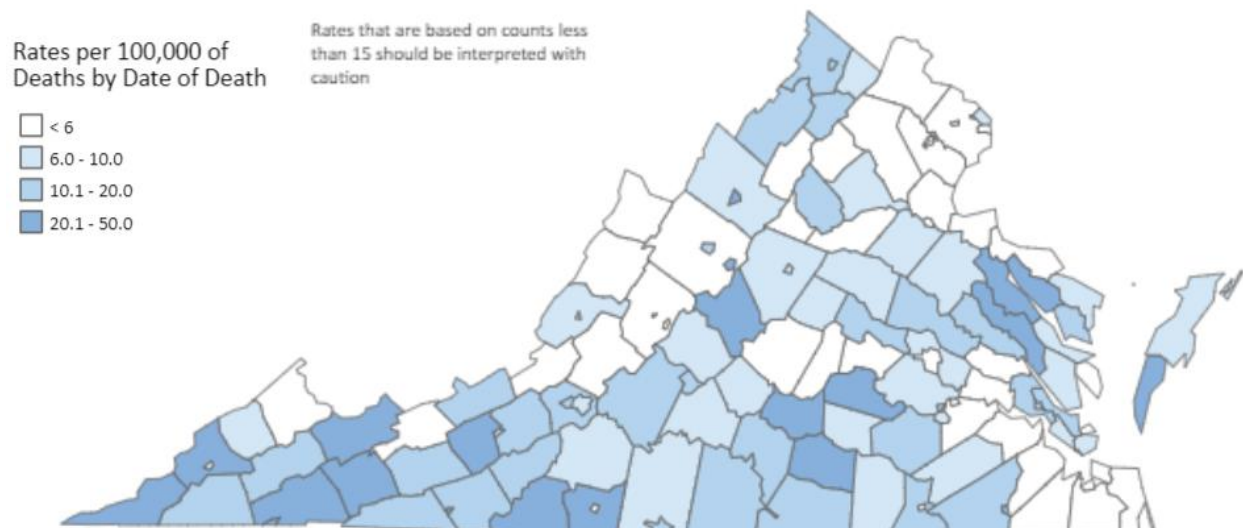 Rates per 100,000 of
Deaths by Date of Death
< 6
6.0 - 10.0
10.1 - 20.0
20.1 - 50.0
Rates that are based on counts less
than 15 should be interpreted with
caution